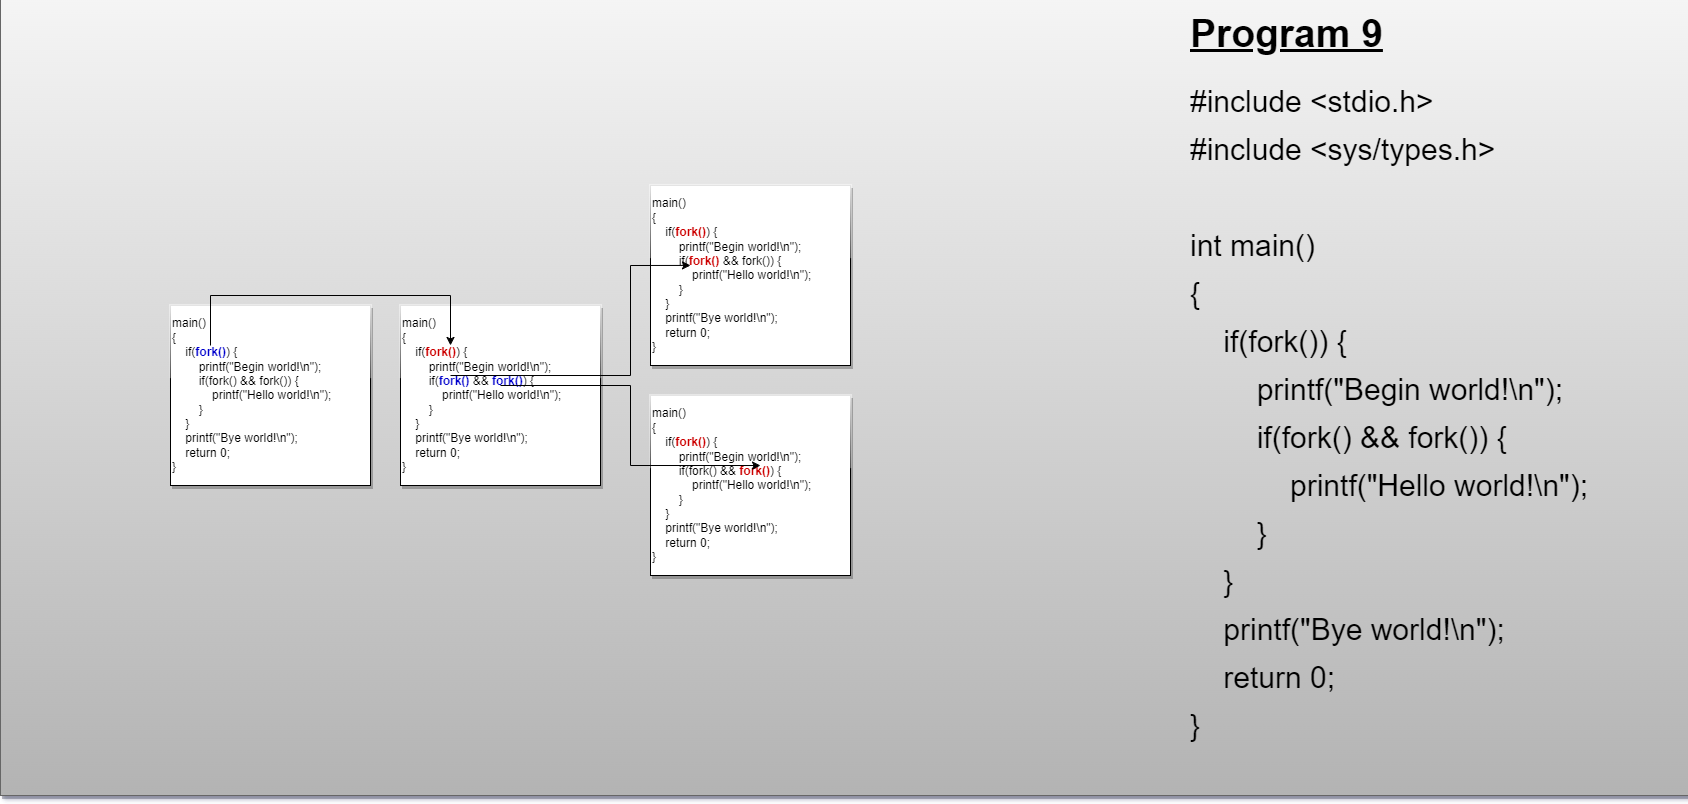 Program 9
#include <stdio.h>
#include <sys/types.h>
int main()
{
if(fork()) {
printf("Begin world!\n");
if(fork() && fork()) {
printf("Hello world!\n");
}
}
printf("Bye world!\n");
return 0;
}
main()
{
if(fork()) {
printf("Begin world!\n");
if(fork() && fork()) {
printf("Hello world!\n");
}
}
printf("Bye world!\n");
return 0;
}
main()
{
if(fork()) {
printf("Begin world!\n");
if(fork() && fork()) {
printf("Hello world!\n");
}
}
printf("Bye world!\n");
return 0;
}
main()
{
if(fork()) {
printf("Begin world!\n");
if(fork() && fork()) {
printf("Hello world!\n");
}
}
printf("Bye world!\n");
return 0;
}
main()
{
if(fork()) {
printf("Begin world!\n");
if(fork() && fork()) {
printf("Hello world!\n");
}
}
printf("Bye world!\n");
return 0;
}